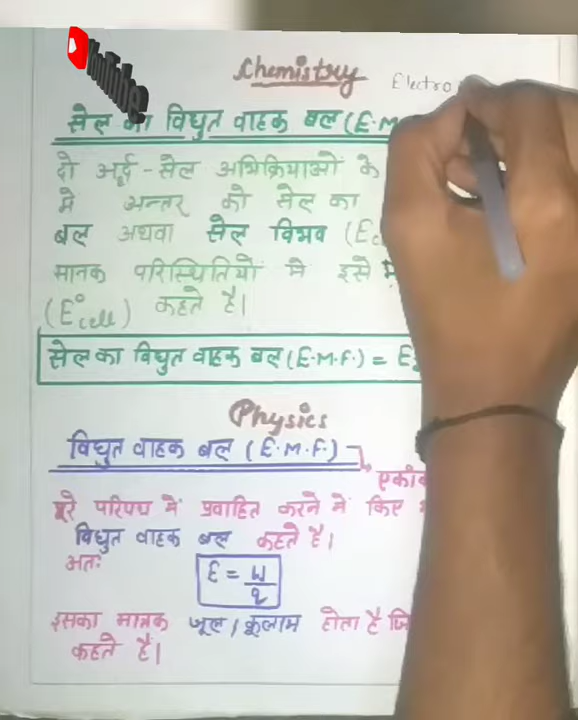 YouTube
Chemistry
Electro
सेल का विद्युत वाहक बल (E.M
दो अर्द्ध-सेल अभिक्रियाओं के
मे अन्तर को सेल का
बल अथवा सेल विभव (E
मानक परिस्थितियों मे इसे
(E°cell) कहते है।
सेल का विद्युत वाहक बल (E.M.F.) = E
Physics
विद्युत वाहक बल (E.M.F.)
एकांक
पूरे परिपथ में प्रवाहित करने में किए
विद्युत वाहक बल कहते है।
अतः
E = W/q
इसका मात्रक जूल/कूलाम होता है जि
कहते है।